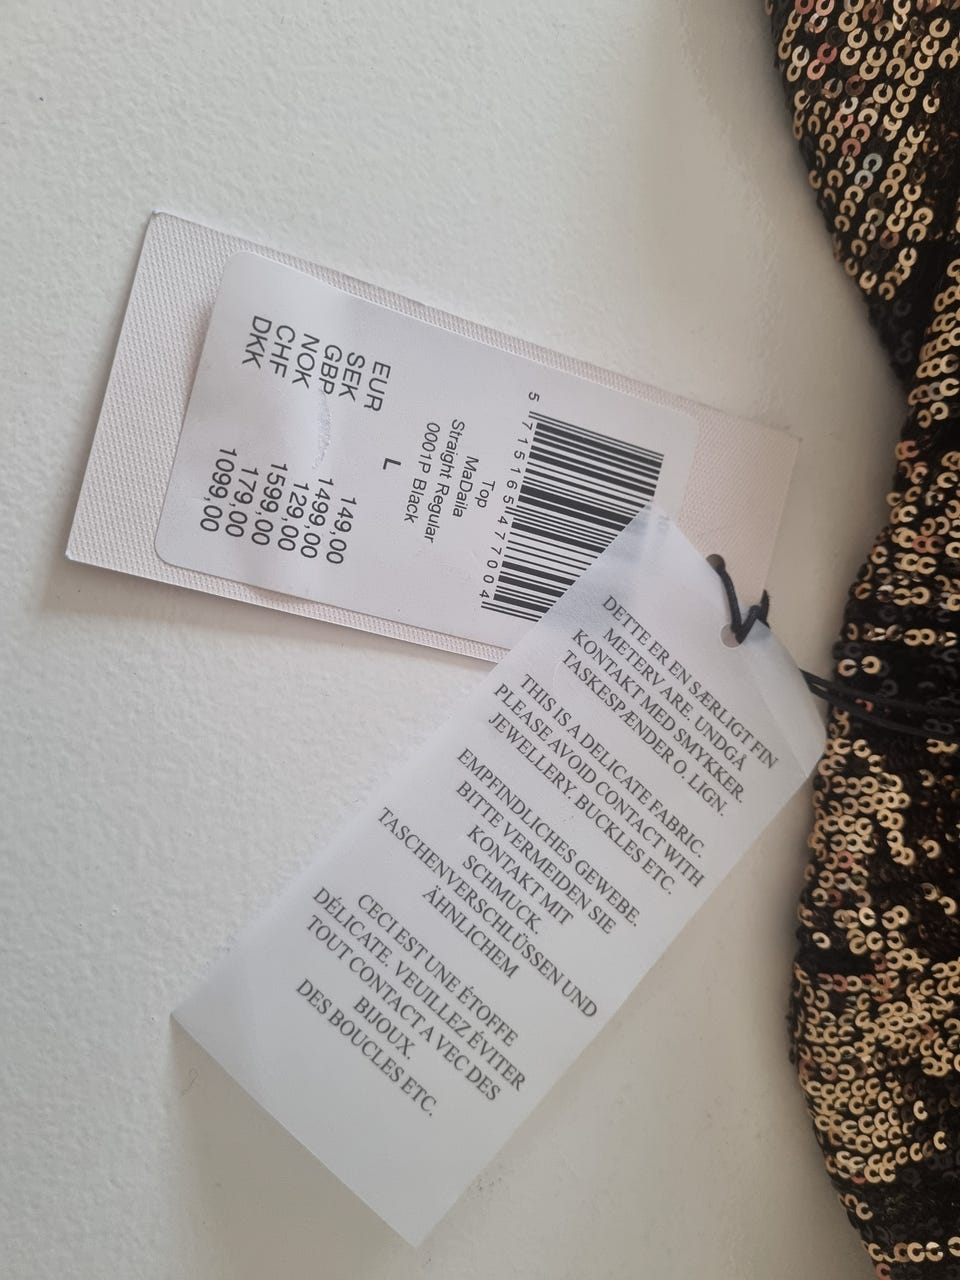 5 715165 477004
Top
MaDaila
Straight Regular
0001P Black
L
EUR 149,00
SEK 1499,00
GBP 129,00
NOK 1599,00
CHF 179,00
DKK 1099,00
DETTE ER EN SÆRLIGT FIN
METERVARE. UNDGÅ
KONTAKT MED SMYKKER.
TASKESPÆNDER O. LIGN.
THIS IS A DELICATE FABRIC.
PLEASE AVOID CONTACT WITH
JEWELLERY. BUCKLES ETC.
EMPFINDLICHES GEWEBE.
BITTE VERMEIDEN SIE
KONTAKT MIT
SCHMUCK.
TASCHENVERSCHLÜSSEN UND
ÄHNLICHEM
CECI EST UNE ÉTOFFE
DÉLICATE. VEUILLEZ ÉVITER
TOUT CONTACT AVEC DES
BIJOUX.
DES BOUCLES ETC.